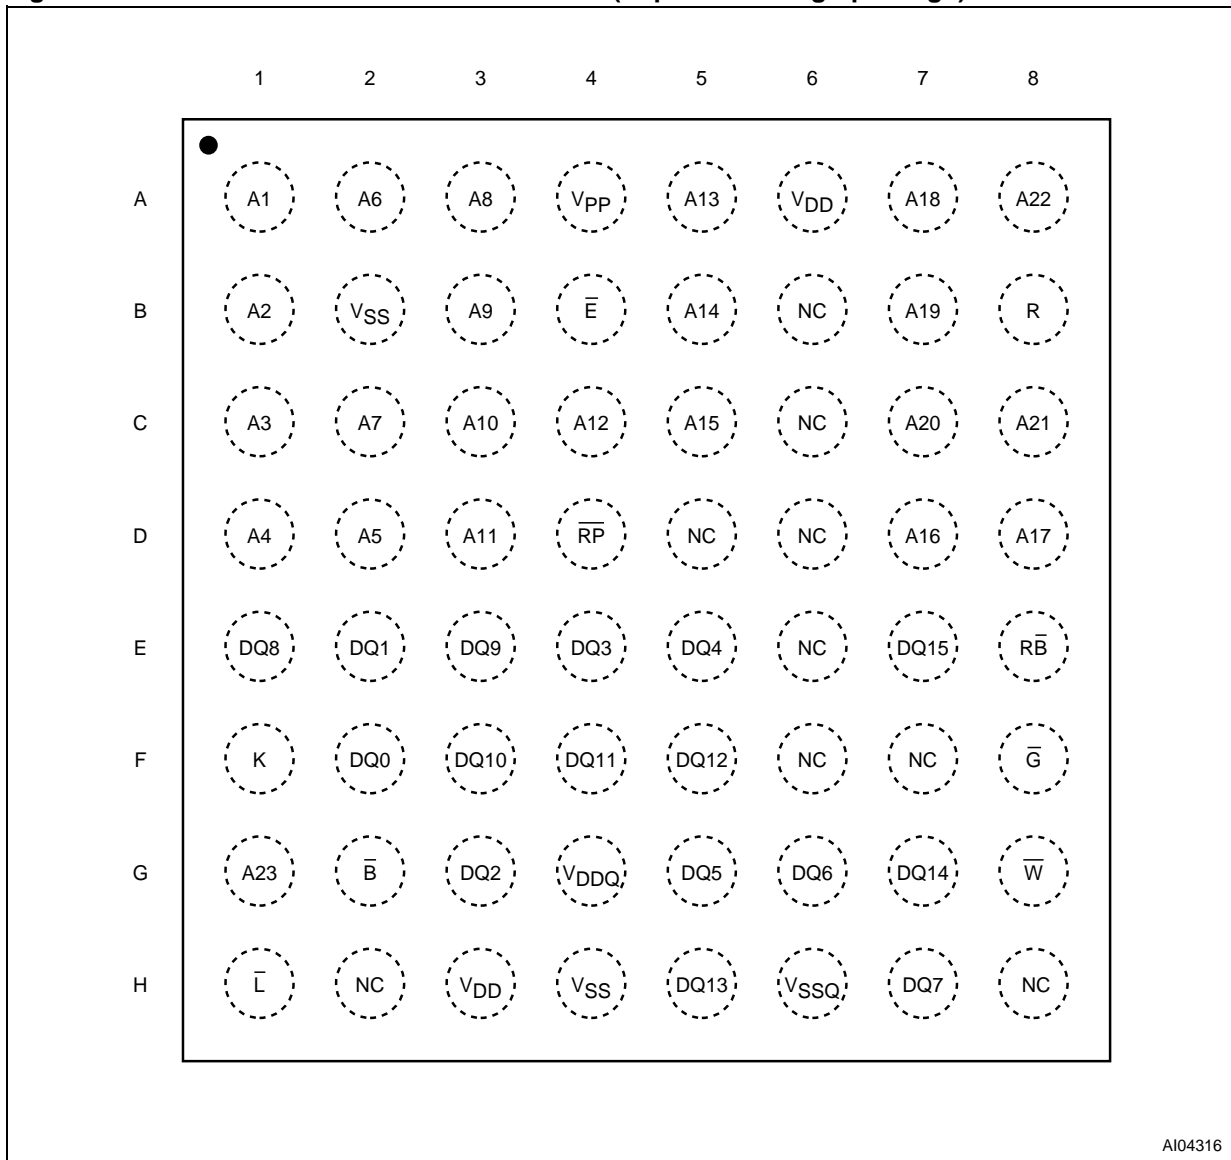 1 2 3 4 5 6 7 8
A A1 A6 A8 VPP A13 VDD A18 A22
B A2 VSS A9 E̅ A14 NC A19 R
C A3 A7 A10 A12 A15 NC A20 A21
D A4 A5 A11 R̅P̅ NC NC A16 A17
E DQ8 DQ1 DQ9 DQ3 DQ4 NC DQ15 RB̅
F K DQ0 DQ10 DQ11 DQ12 NC NC G̅
G A23 B̅ DQ2 VDDQ DQ5 DQ6 DQ14 W̅
H L̅ NC VDD VSS DQ13 VSSQ DQ7 NC
AI04316